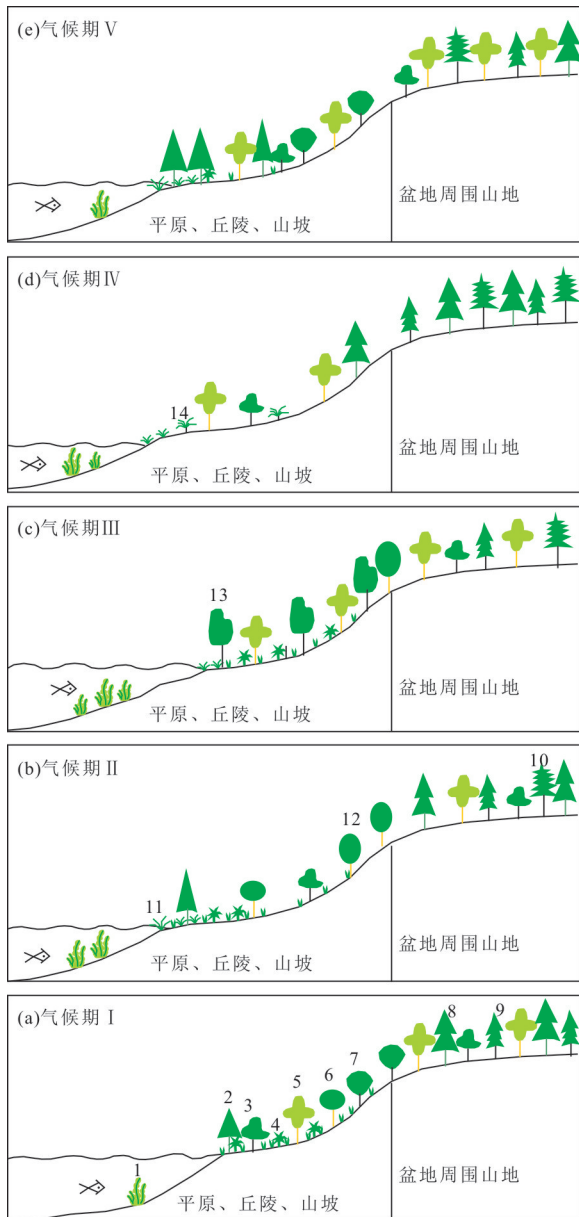 (e)气候期Ⅴ
盆地周围山地
平原、丘陵、山坡
(d)气候期Ⅳ
14
盆地周围山地
平原、丘陵、山坡
(c)气候期Ⅲ
13
盆地周围山地
平原、丘陵、山坡
(b)气候期Ⅱ
10
12
11
盆地周围山地
平原、丘陵、山坡
(a)气候期Ⅰ
8 9
7
6
5
2 3
4
1
盆地周围山地
平原、丘陵、山坡